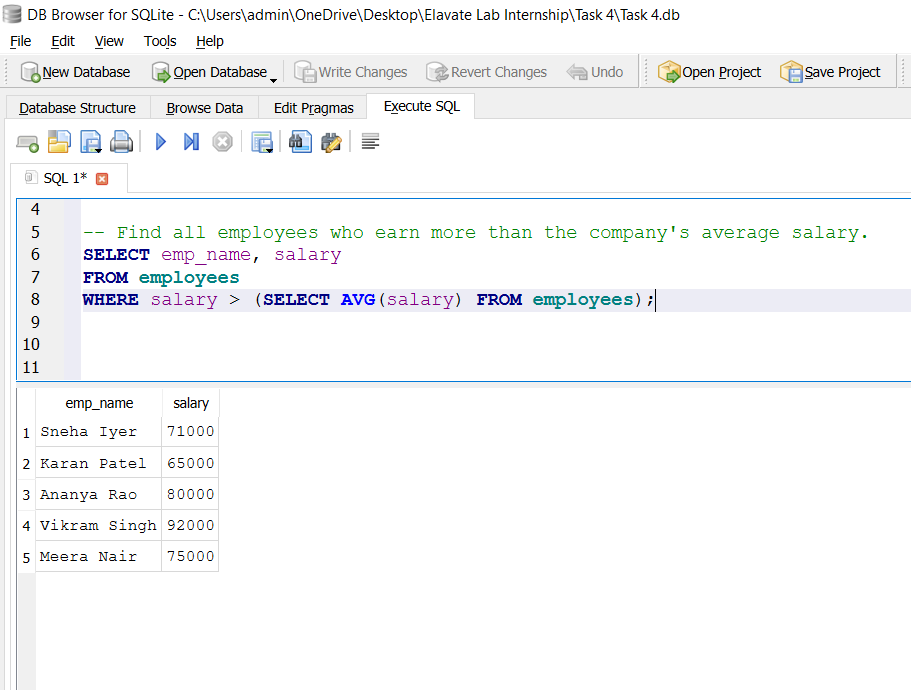 DB Browser for SQLite - C:\Users\admin\OneDrive\Desktop\Elavate Lab Internship\Task 4\Task 4.db
File Edit View Tools Help
New Database Open Database Write Changes Revert Changes Undo Open Project Save Project
Database Structure Browse Data Edit Pragmas Execute SQL
SQL 1*
4
5 -- Find all employees who earn more than the company's average salary.
6 SELECT emp_name, salary
7 FROM employees
8 WHERE salary > (SELECT AVG(salary) FROM employees);
9
10
11
emp_name salary
1 Sneha Iyer 71000
2 Karan Patel 65000
3 Ananya Rao 80000
4 Vikram Singh 92000
5 Meera Nair 75000